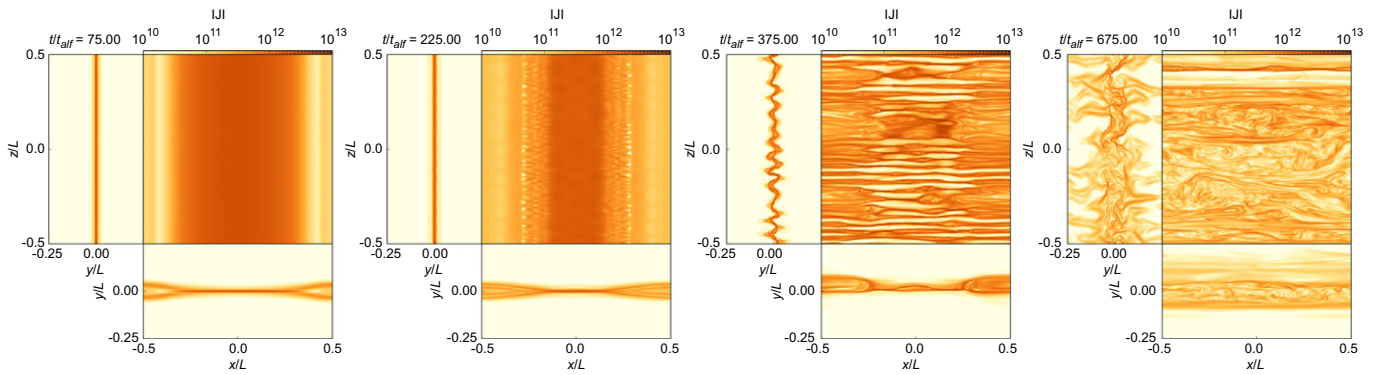 |J|
t/t_alf = 75.00 10^10 10^11 10^12 10^13
0.5
z/L
0.0
-0.5
-0.25 0.00
y/L
y/L
0.00
-0.25
-0.5 0.0 0.5
x/L
|J|
t/t_alf = 225.00 10^10 10^11 10^12 10^13
0.5
z/L
0.0
-0.5
-0.25 0.00
y/L
y/L
0.00
-0.25
-0.5 0.0 0.5
x/L
|J|
t/t_alf = 375.00 10^10 10^11 10^12 10^13
0.5
z/L
0.0
-0.5
-0.25 0.00
y/L
y/L
0.00
-0.25
-0.5 0.0 0.5
x/L
|J|
t/t_alf = 675.00 10^10 10^11 10^12 10^13
0.5
z/L
0.0
-0.5
-0.25 0.00
y/L
y/L
0.00
-0.25
-0.5 0.0 0.5
x/L